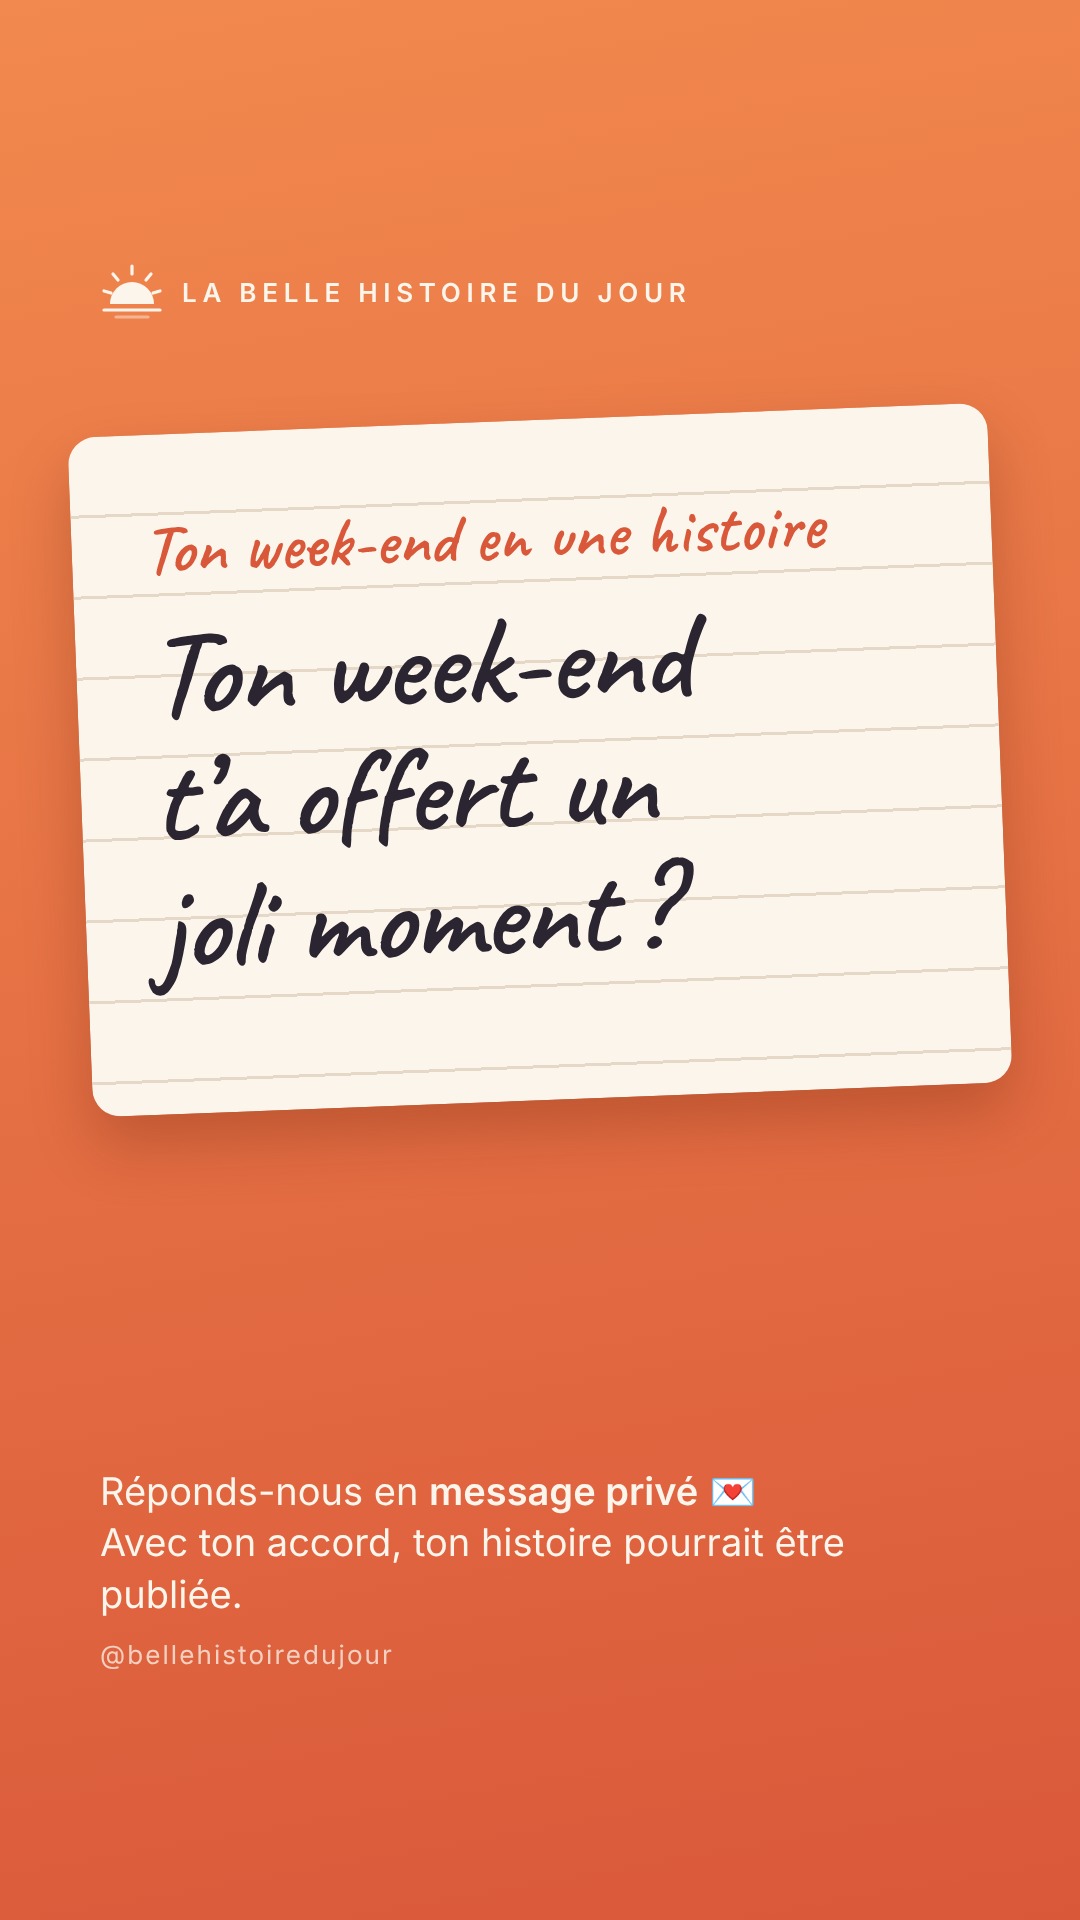 LA BELLE HISTOIRE DU JOUR
Ton week-end en une histoire
Ton week-end
t’a offert un
joli moment ?
Réponds-nous en message privé 💌
Avec ton accord, ton histoire pourrait être
publiée.
@bellehistoiredujour